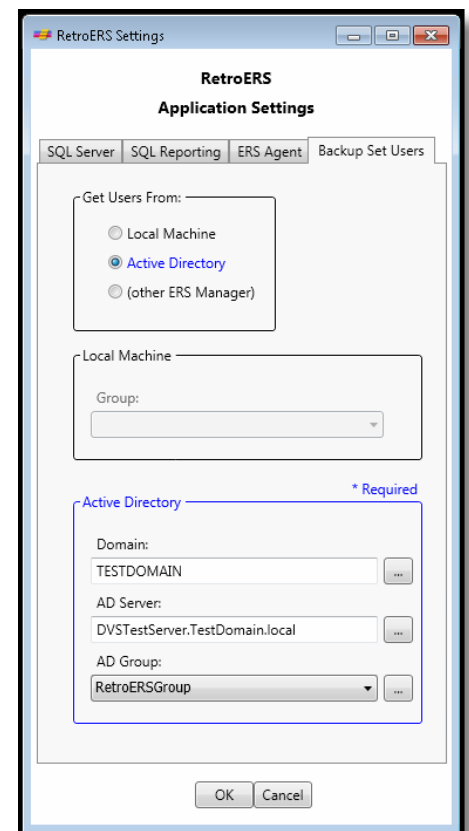 RetroERS Settings
RetroERS
Application Settings
SQL Server SQL Reporting ERS Agent Backup Set Users
Get Users From:
Local Machine
Active Directory
(other ERS Manager)
Local Machine
Group:
* Required
Active Directory
Domain:
TESTDOMAIN ...
AD Server:
DVSTestServer.TestDomain.local ...
AD Group:
RetroERSGroup ...
OK Cancel